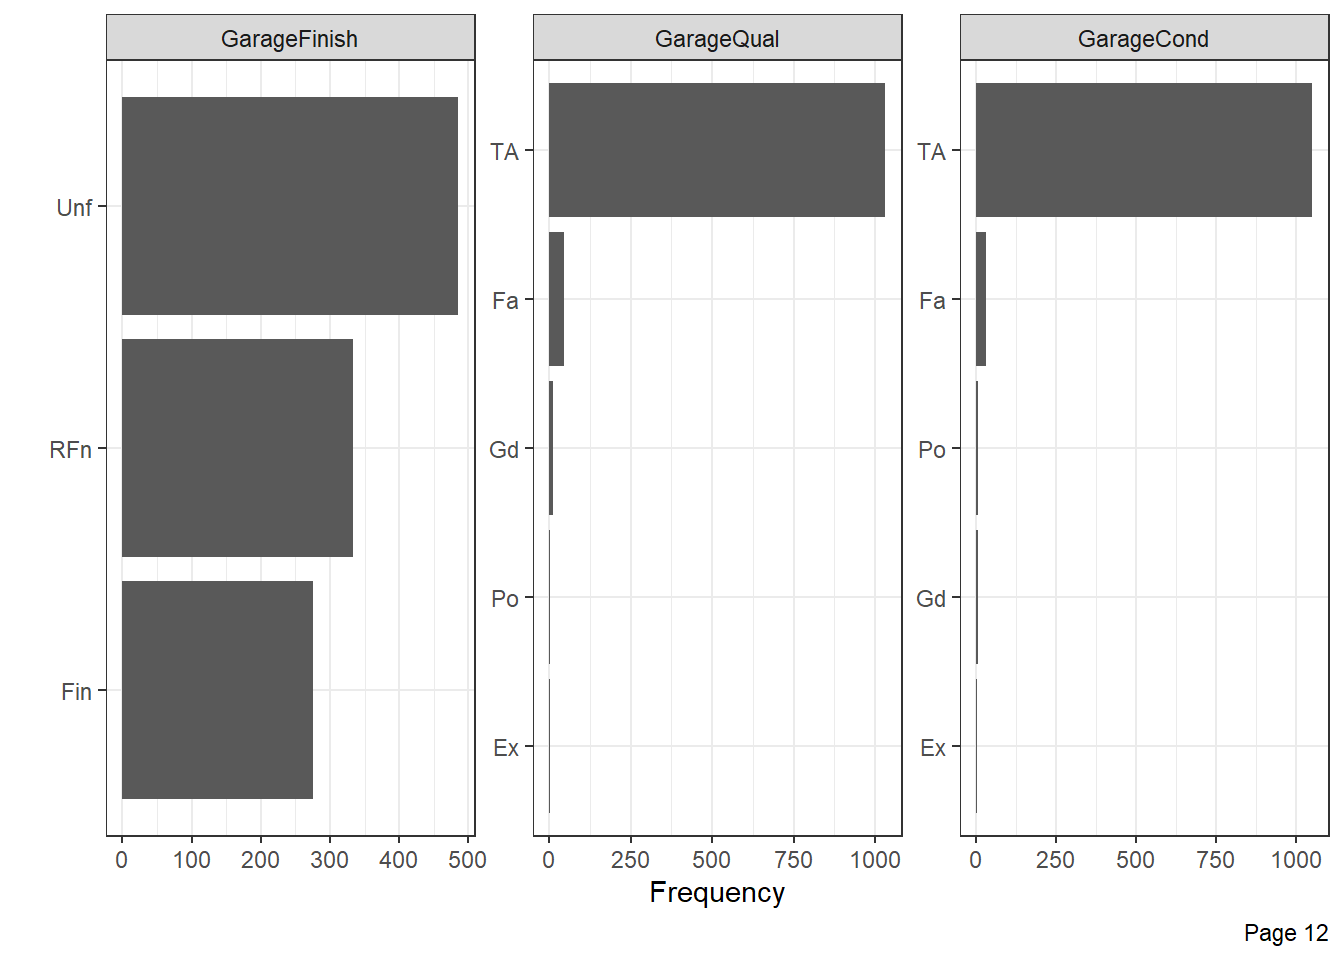 GarageFinish
GarageQual
GarageCond
Unf
RFn
Fin
TA
Fa
Gd
Po
Ex
TA
Fa
Po
Gd
Ex
0 100 200 300 400 500
0 250 500 750 1000
0 250 500 750 1000
Frequency
Page 12